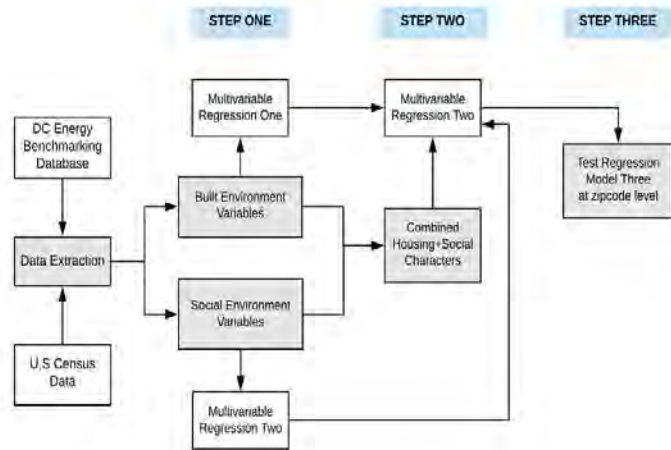 STEP ONE
STEP TWO
STEP THREE
DC Energy
Benchmarking
Database
Data Extraction
U.S Census
Data
Multivariable
Regression One
Built Environment
Variables
Social Environment
Variables
Multivariable
Regression Two
Multivariable
Regression Two
Combined
Housing+Social
Characters
Test Regression
Model Three
at zipcode level